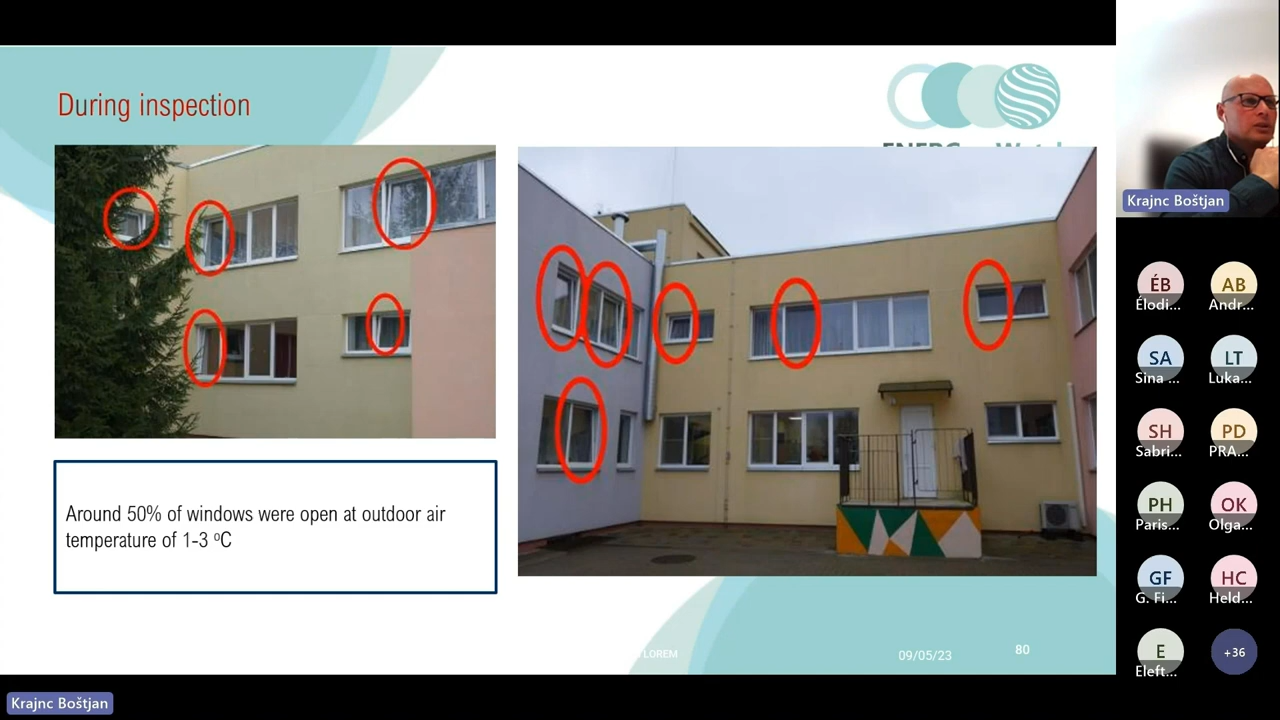 During inspection
Around 50% of windows were open at outdoor air
temperature of 1-3 ºC
LOREM
09/05/23
80
Krajnc Boštjan
ÉB
Élodi...
AB
Andr...
SA
Sina ...
LT
Luka...
SH
Sabri...
PD
PRA...
PH
Paris...
OK
Olga...
GF
G. Fi...
HC
Held...
E
Eleft...
+36
Krajnc Boštjan